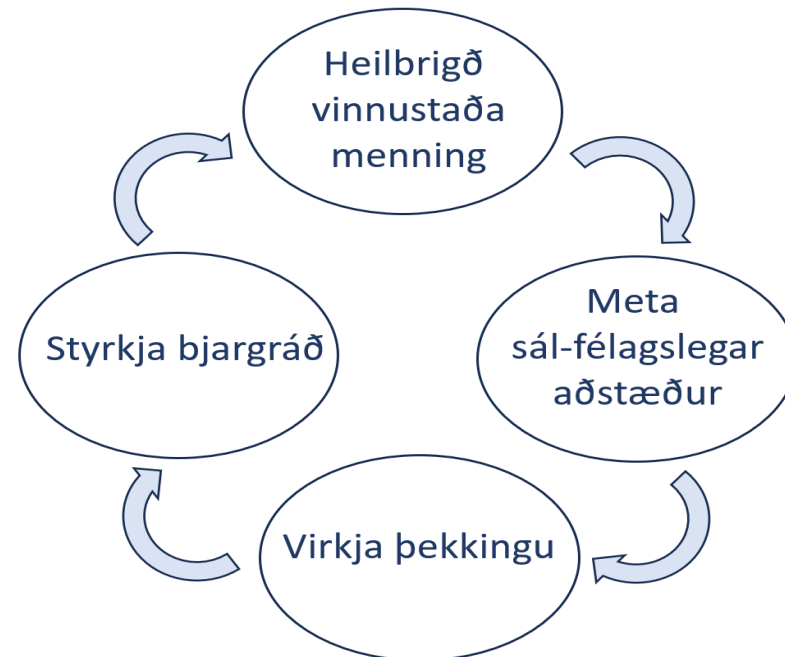 Heilbrigð
vinnustaða
menning
Meta
sál-félagslegar
aðstæður
Virkja þekkingu
Styrkja bjargráð